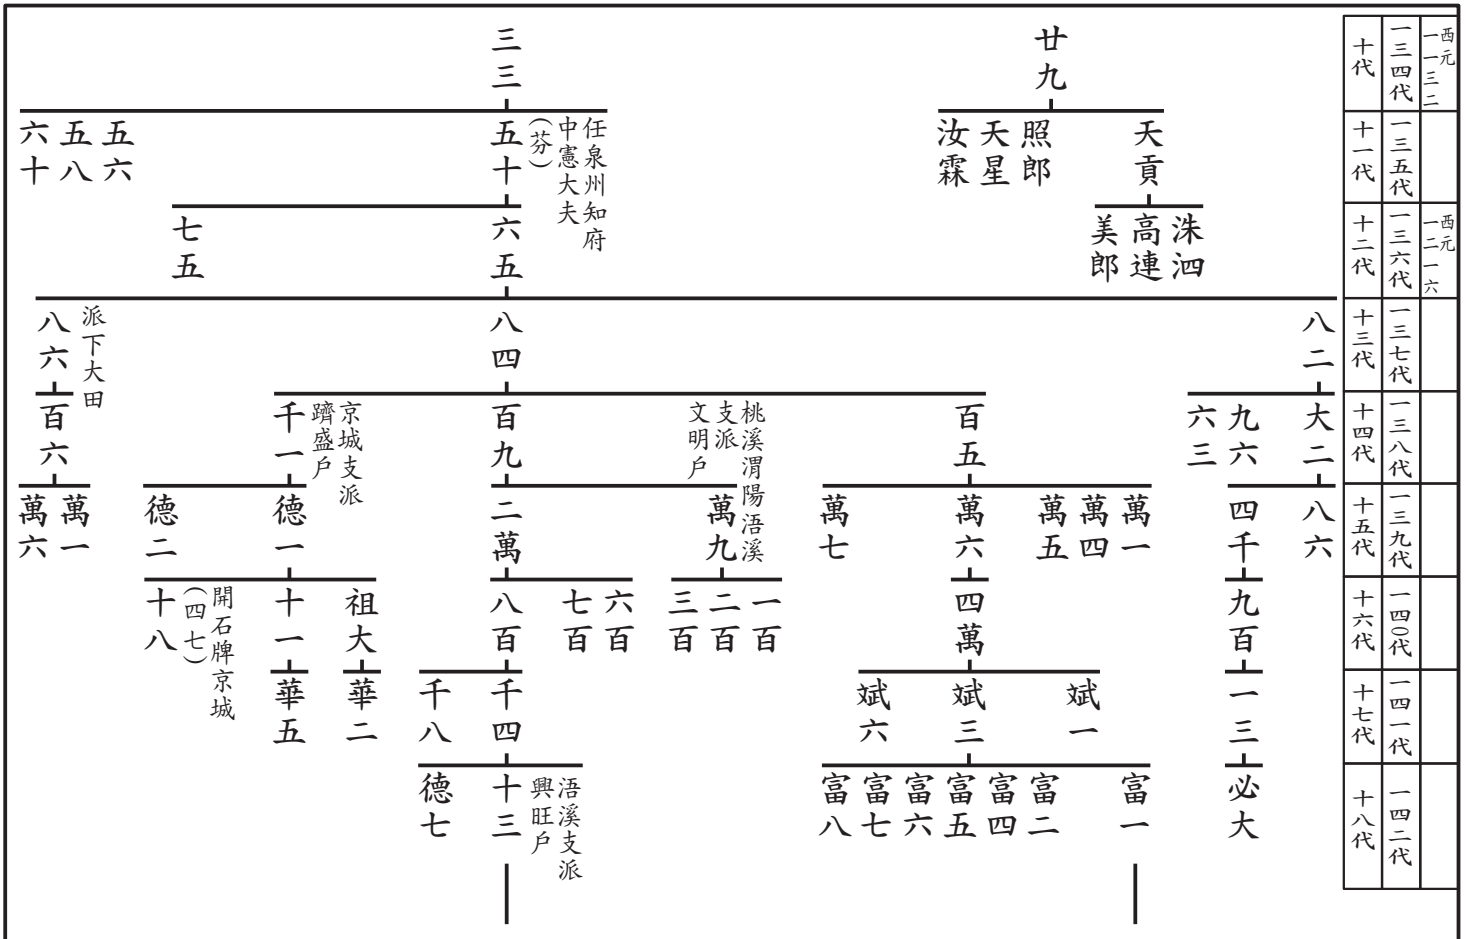 西元一一三二
一三四代
十代
廿九
三三
一三五代
十一代
天貢
照郎
天星
汝霖
任泉州知府
中憲大夫
(芬)
五十
五六
五八
六十
西元一二一六
一三六代
十二代
洙泗
高連
美郎
六五
七五
一三七代
十三代
八二
八四
派下大田
八六
一三八代
十四代
大二
九六
六三
百五
桃溪渭陽浯溪
支派
文明戶
百九
京城支派
躋盛戶
千一
百六
一三九代
十五代
八六
四千
萬一
萬四
萬五
萬六
萬七
萬九
二萬
德一
德二
萬一
萬六
一四0代
十六代
九百
四萬
一百
二百
三百
六百
七百
八百
祖大
十一
開石牌京城
(四七)
十八
一四一代
十七代
一三
斌一
斌三
斌六
千四
千八
華二
華五
一四二代
十八代
必大
富一
富二
富四
富五
富六
富七
富八
浯溪支派
興旺戶
十三
德七